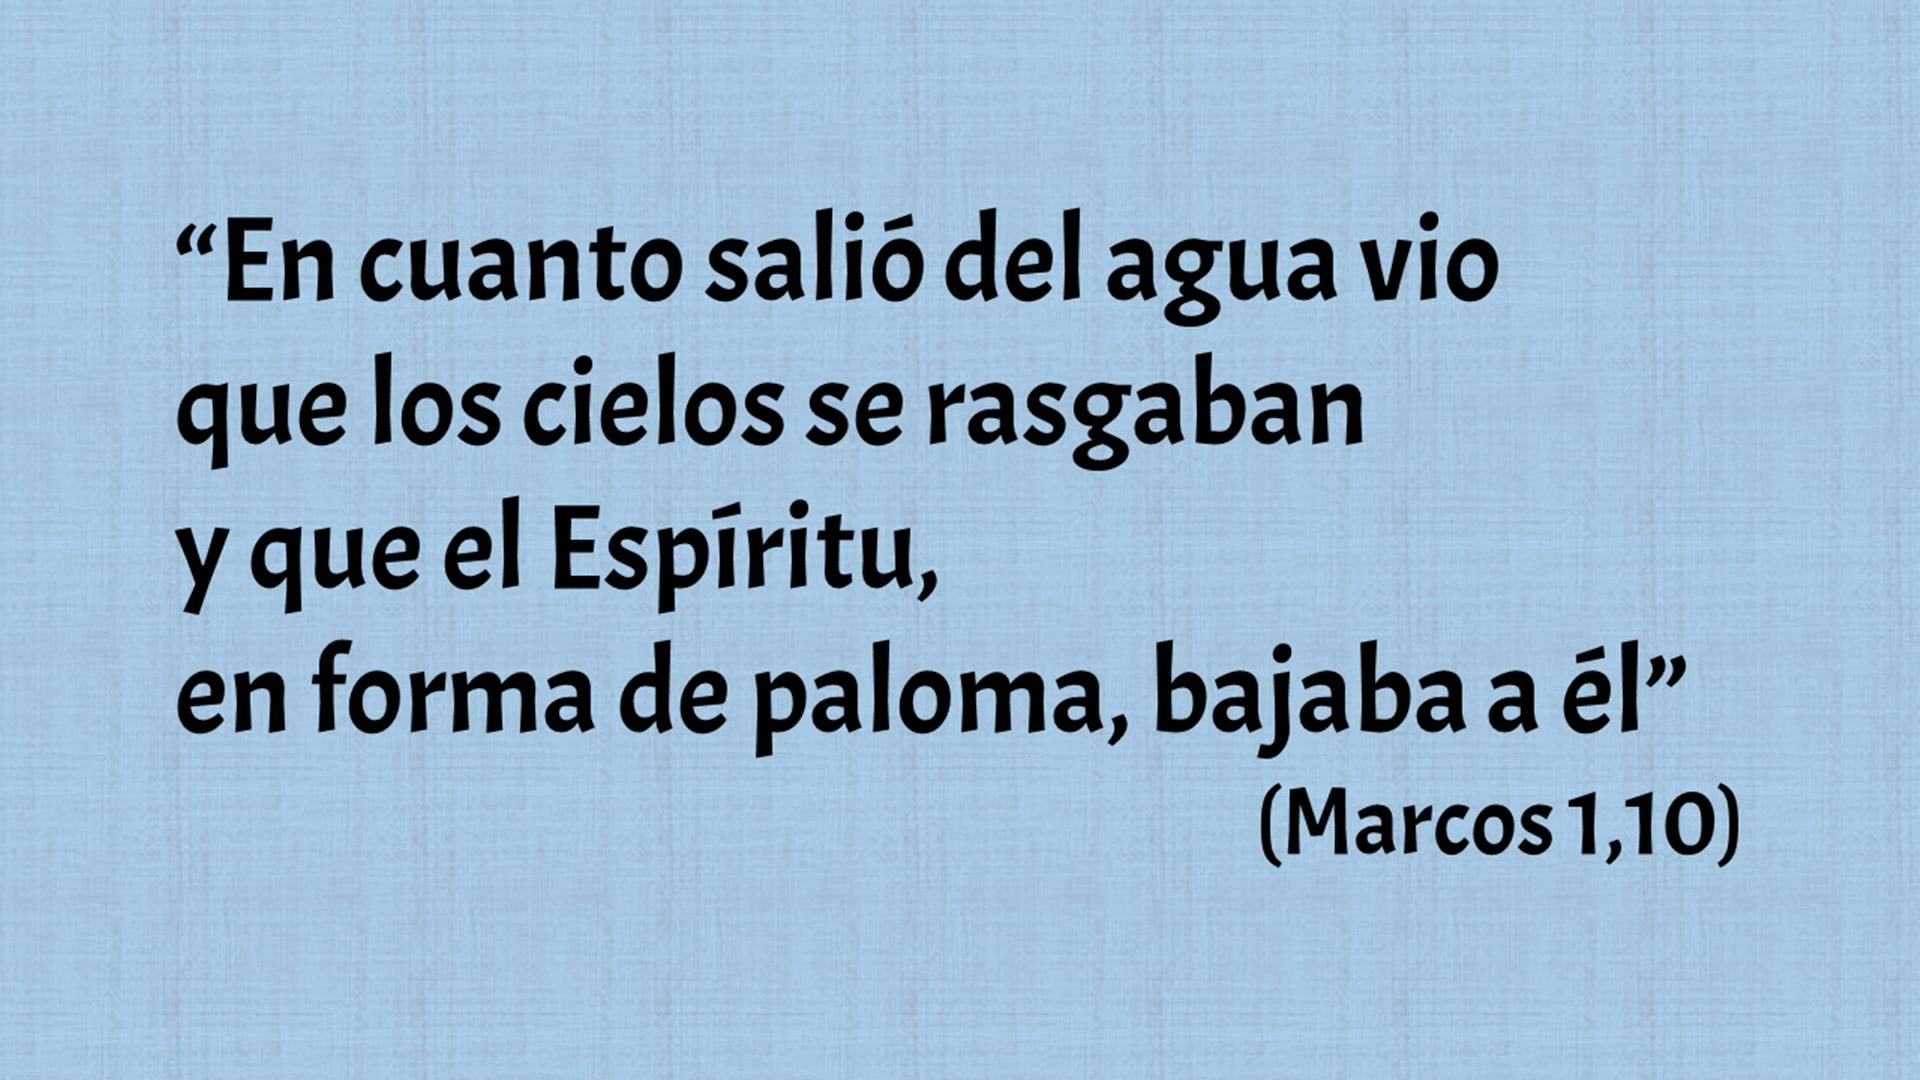 “En cuanto salió del agua vio
que los cielos se rasgaban
y que el Espíritu,
en forma de paloma, bajaba a él”
(Marcos 1,10)